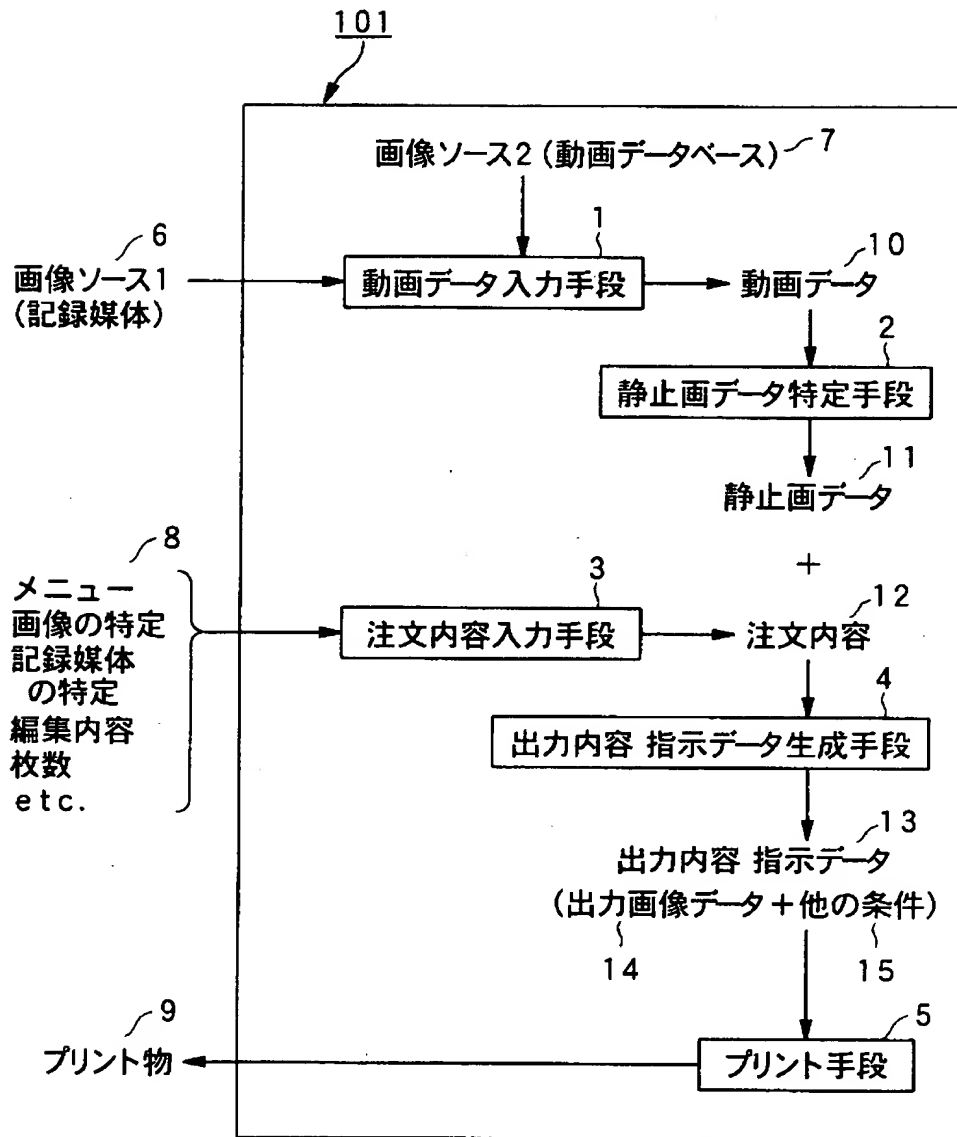 101
画像ソース2(動画データベース)
7
6
画像ソース1
(記録媒体)
1
動画データ入力手段
10
動画データ
2
静止画データ特定手段
11
静止画データ
+
8
メニュー
画像の特定
記録媒体
の特定
編集内容
枚数
etc.
3
注文内容入力手段
12
注文内容
4
出力内容 指示データ生成手段
13
出力内容 指示データ
(出力画像データ+他の条件)
14
15
9
プリント物
5
プリント手段